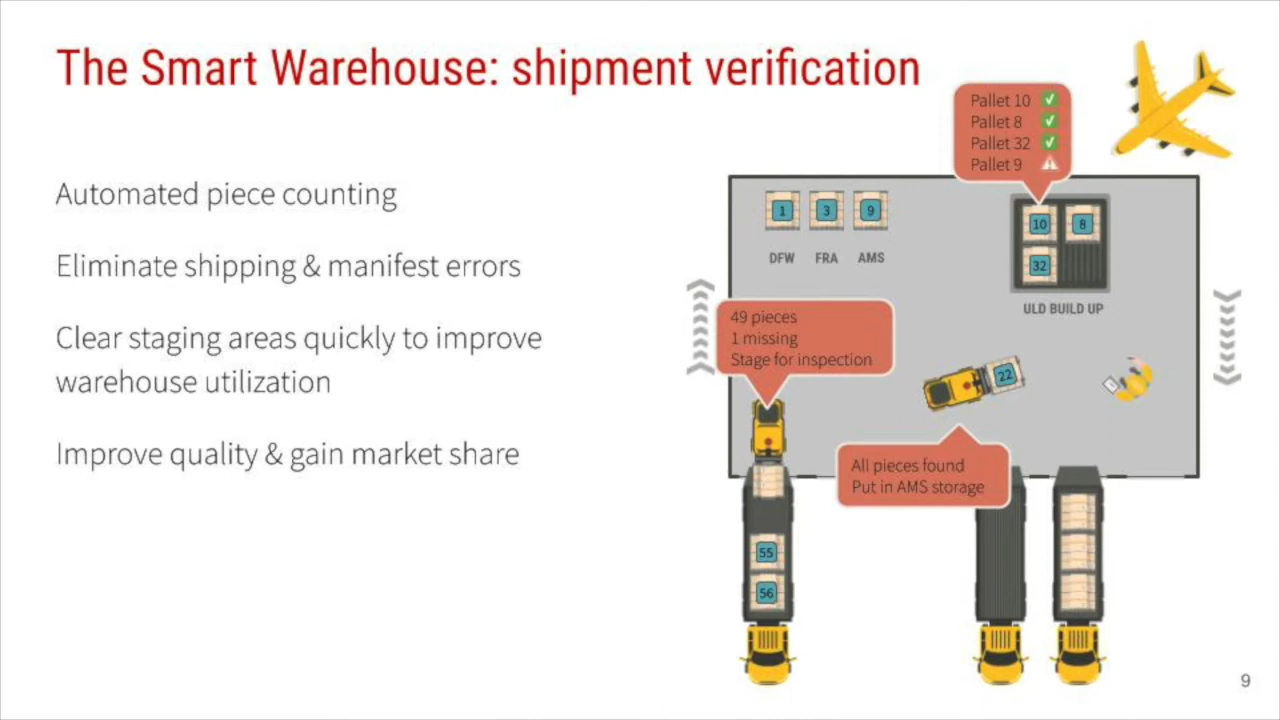 The Smart Warehouse: shipment verification
Automated piece counting
Eliminate shipping & manifest errors
Clear staging areas quickly to improve
warehouse utilization
Improve quality & gain market share
Pallet 10
Pallet 8
Pallet 32
Pallet 9
1
3
9
DFW
FRA
AMS
10
8
32
ULD BUILD UP
49 pieces
1 missing
Stage for inspection
22
All pieces found
Put in AMS storage
55
56
9